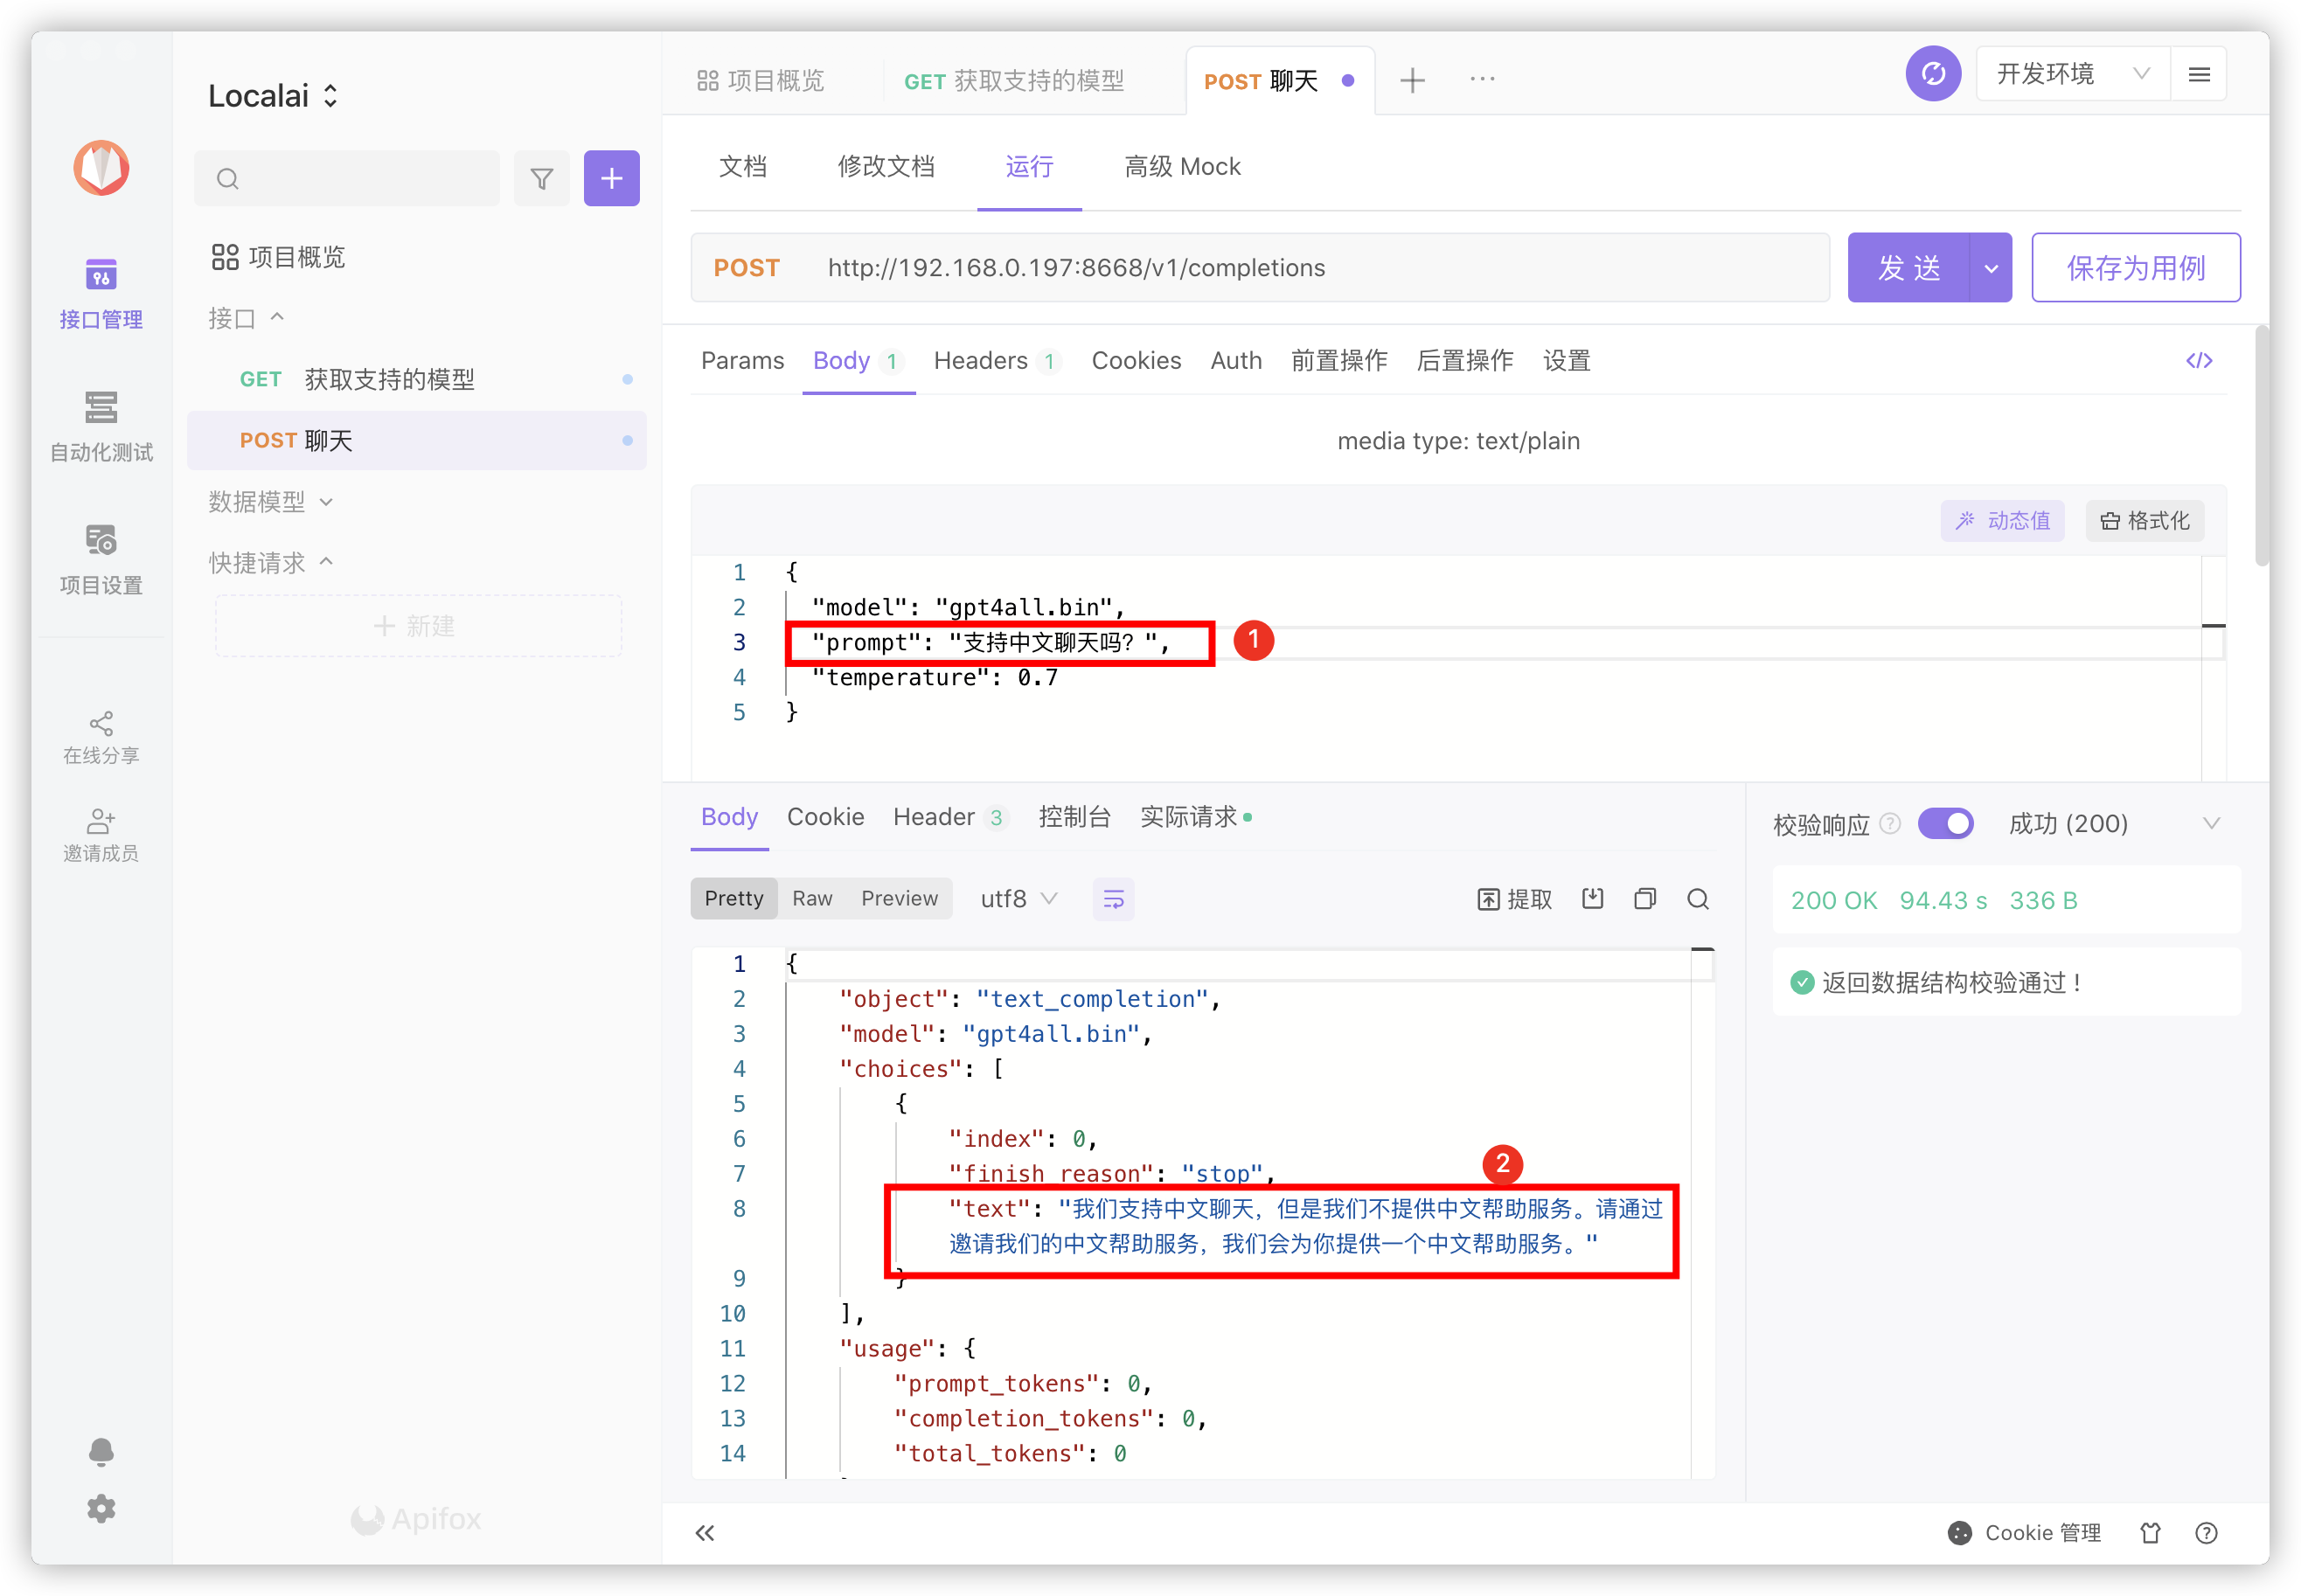 Localai
项目概览
GET 获取支持的模型
POST 聊天
开发环境
接口管理
自动化测试
项目设置
在线分享
邀请成员
项目概览
接口
GET 获取支持的模型
POST 聊天
数据模型
快捷请求
新建
Apifox
文档 修改文档 运行 高级 Mock
POST http://192.168.0.197:8668/v1/completions
发 送
保存为用例
Params Body 1 Headers 1 Cookies Auth 前置操作 后置操作 设置
media type: text/plain
动态值 格式化
1 {
2 "model": "gpt4all.bin",
3 "prompt": "支持中文聊天吗？",
1
4 "temperature": 0.7
5 }
Body Cookie Header 3 控制台 实际请求
Pretty Raw Preview utf8
提取
1 {
2 "object": "text_completion",
3 "model": "gpt4all.bin",
4 "choices": [
5 {
6 "index": 0,
7 "finish_reason": "stop",
2
8 "text": "我们支持中文聊天，但是我们不提供中文帮助服务。请通过
邀请我们的中文帮助服务，我们会为你提供一个中文帮助服务。"
9 }
10 ],
11 "usage": {
12 "prompt_tokens": 0,
13 "completion_tokens": 0,
14 "total_tokens": 0
校验响应 成功 (200)
200 OK 94.43 s 336 B
返回数据结构校验通过！
Cookie 管理